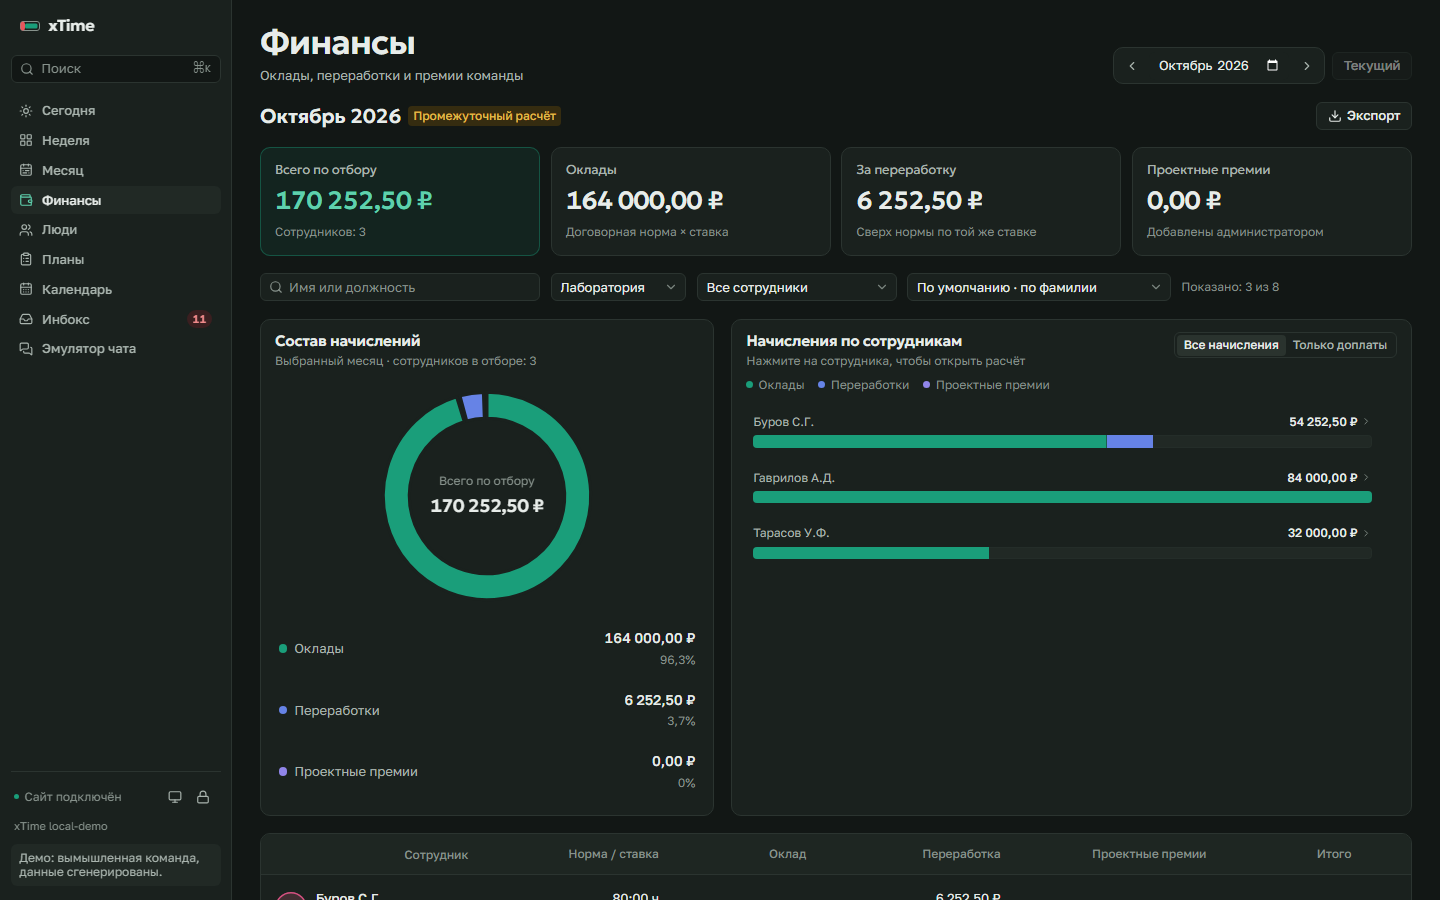 xTime
Поиск ⌘K
Сегодня
Неделя
Месяц
Финансы
Люди
Планы
Календарь
Инбокс 11
Эмулятор чата
Сайт подключён
xTime local-demo
Демо: вымышленная команда,
данные сгенерированы.
Финансы
Оклады, переработки и премии команды
Октябрь 2026
Текущий
Октябрь 2026 Промежуточный расчёт
Экспорт
Всего по отбору
170 252,50 ₽
Сотрудников: 3
Оклады
164 000,00 ₽
Договорная норма × ставка
За переработку
6 252,50 ₽
Сверх нормы по той же ставке
Проектные премии
0,00 ₽
Добавлены администратором
Имя или должность
Лаборатория
Все сотрудники
По умолчанию · по фамилии
Показано: 3 из 8
Состав начислений
Выбранный месяц · сотрудников в отборе: 3
Всего по отбору
170 252,50 ₽
Оклады 164 000,00 ₽
96,3%
Переработки 6 252,50 ₽
3,7%
Проектные премии 0,00 ₽
0%
Начисления по сотрудникам
Нажмите на сотрудника, чтобы открыть расчёт
Все начисления Только доплаты
Оклады Переработки Проектные премии
Буров С.Г. 54 252,50 ₽
Гаврилов А.Д. 84 000,00 ₽
Тарасов У.Ф. 32 000,00 ₽
Сотрудник Норма / ставка Оклад Переработка Проектные премии Итого
Буров С.Г. 80:00 ч 6 252,50 ₽